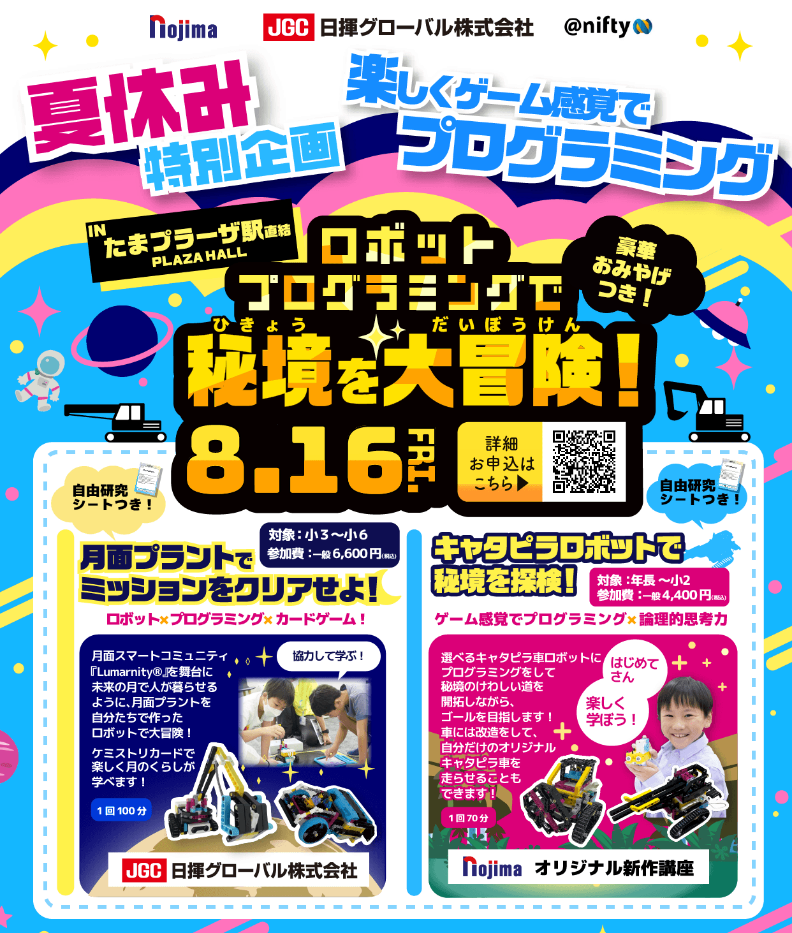 nojima
JGC 日揮グローバル株式会社
@nifty
夏休み
特別企画
楽しくゲーム感覚で
プログラミング
IN
たまプラーザ駅直結
PLAZA HALL
ロボット
プログラミングで
ひきょう だいぼうけん
秘境を大冒険!
豪華
おみやげ
つき!
8.16 FRI.
詳細
お申込は
こちら▶
自由研究
シートつき!
自由研究
シートつき!
対象:小3〜小6
参加費:一般6,600円(税込)
月面プラントで
ミッションをクリアせよ!
ロボット×プログラミング×カードゲーム!
月面スマートコミュニティ
『Lumarnity®』を舞台に
未来の月で人が暮らせる
ように、月面プラントを
自分たちで作った
ロボットで大冒険!
ケミストリカードで
楽しく月のくらしが
学べます!
協力して学ぶ!
1回100分
JGC 日揮グローバル株式会社
キャタピラロボットで
秘境を探検!
対象:年長〜小2
参加費:一般4,400円(税込)
ゲーム感覚でプログラミング×論理的思考力
選べるキャタピラ車ロボットに
プログラミングをして
秘境のけわしい道を
開拓しながら、
ゴールを目指します!
車には改造をして、
自分だけのオリジナル
キャタピラ車を
走らせることも
できます!
はじめて
さん
楽しく
学ぼう!
1回70分
nojima オリジナル新作講座